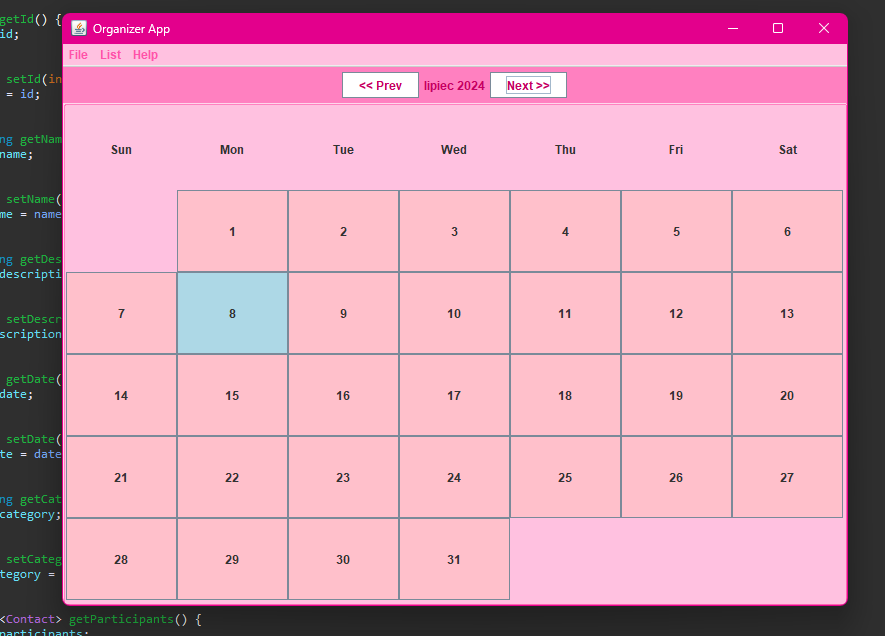 getId() {
id;
Organizer App
File List Help
setId(in
= id;
<< Prev lipiec 2024 Next >>
ng getNam
name;
Sun Mon Tue Wed Thu Fri Sat
setName(
me = name
1 2 3 4 5 6
ng getDes
descripti
7 8 9 10 11 12 13
setDescr
scription
getDate(
date;
14 15 16 17 18 19 20
setDate(
te = date
21 22 23 24 25 26 27
ng getCat
category;
28 29 30 31
setCateg
tegory =
<Contact> getParticipants() {
participants;